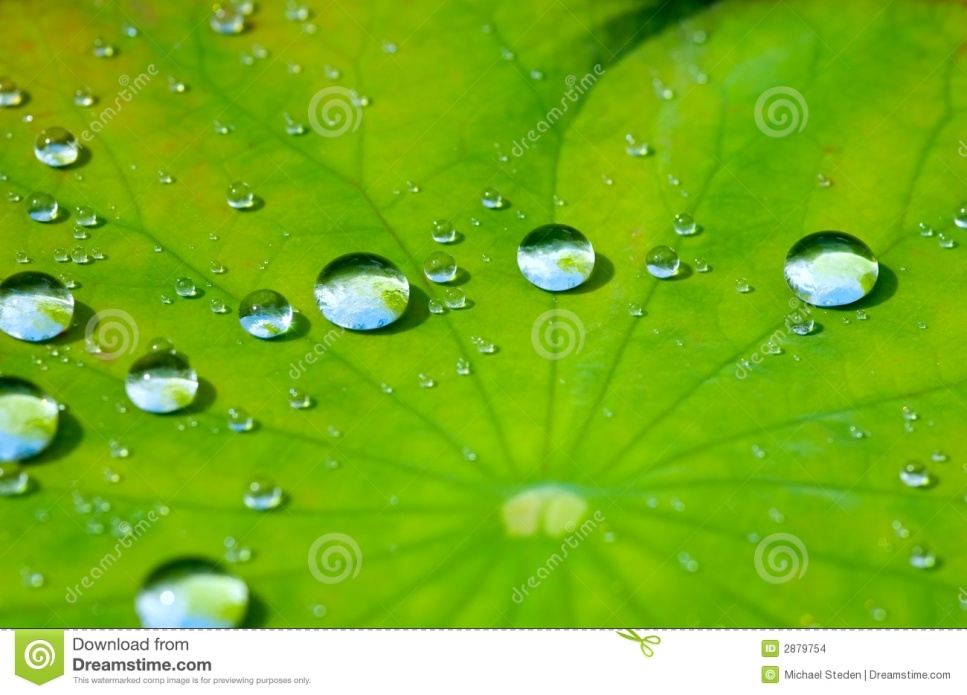 dreamstime
dreamstime
dreamstime
dreamstime
dreamstime
dreamstime
Download from
Dreamstime.com
This watermarked comp image is for previewing purposes only.
ID 2879754
© Michael Steden | Dreamstime.com